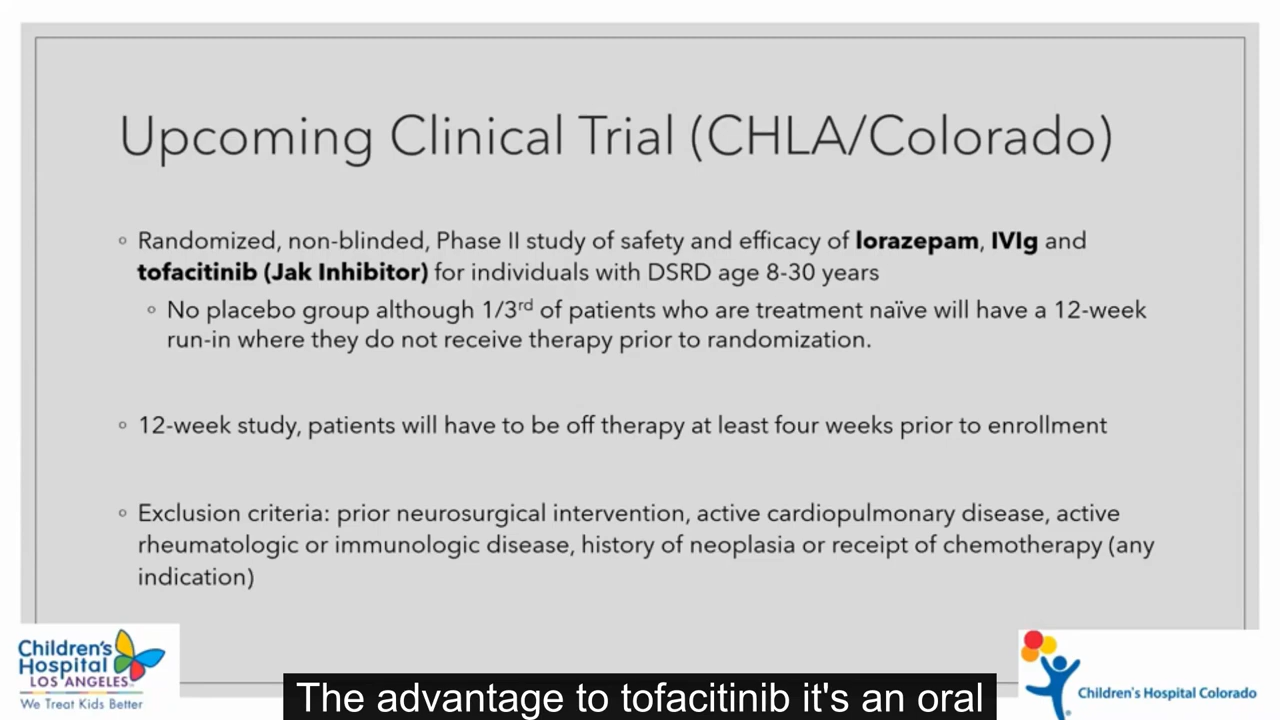 Upcoming Clinical Trial (CHLA/Colorado)
◦ Randomized, non-blinded, Phase II study of safety and efficacy of lorazepam, IVIg and
tofacitinib (Jak Inhibitor) for individuals with DSRD age 8-30 years
◦ No placebo group although 1/3rd of patients who are treatment naïve will have a 12-week
run-in where they do not receive therapy prior to randomization.
◦ 12-week study, patients will have to be off therapy at least four weeks prior to enrollment
◦ Exclusion criteria: prior neurosurgical intervention, active cardiopulmonary disease, active
rheumatologic or immunologic disease, history of neoplasia or receipt of chemotherapy (any
indication)
Children's
Hospital
LOS ANGELES
We Treat Kids Better
Children's Hospital Colorado
The advantage to tofacitinib it's an oral